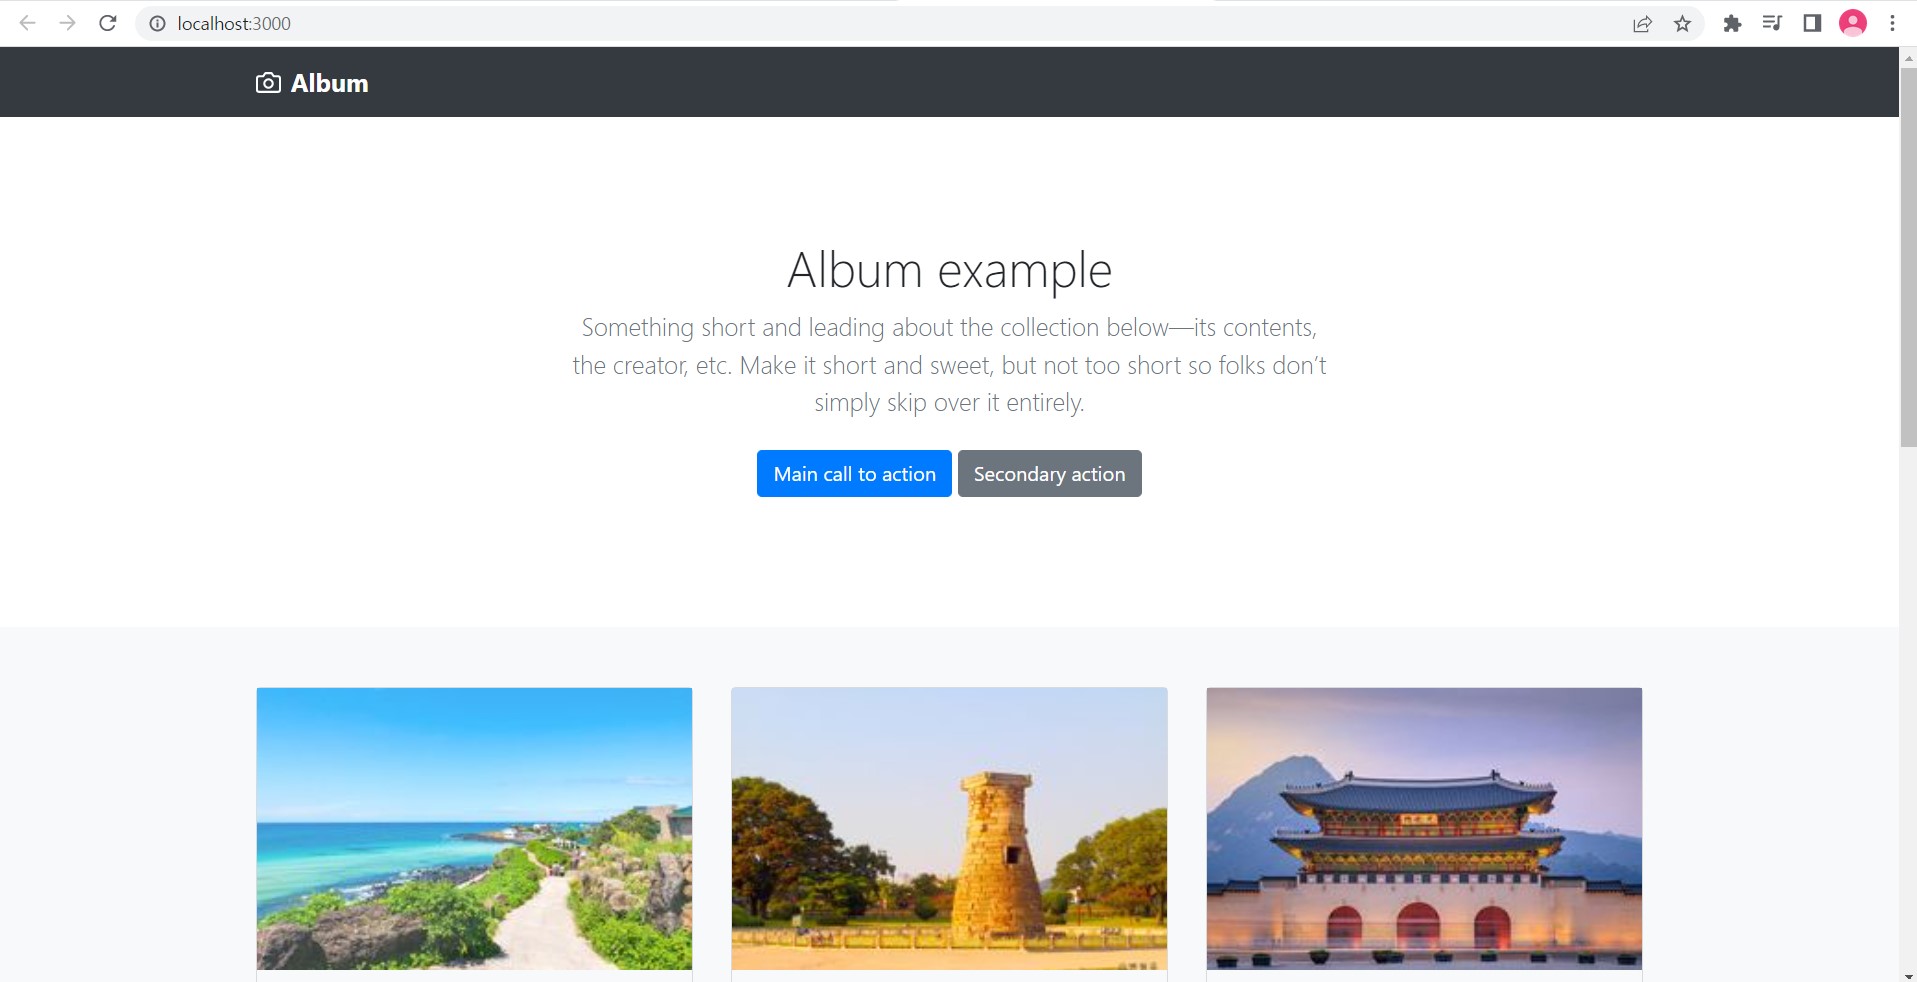 localhost:3000
Album
Album example
Something short and leading about the collection below—its contents,
the creator, etc. Make it short and sweet, but not too short so folks don’t
simply skip over it entirely.
Main call to action
Secondary action